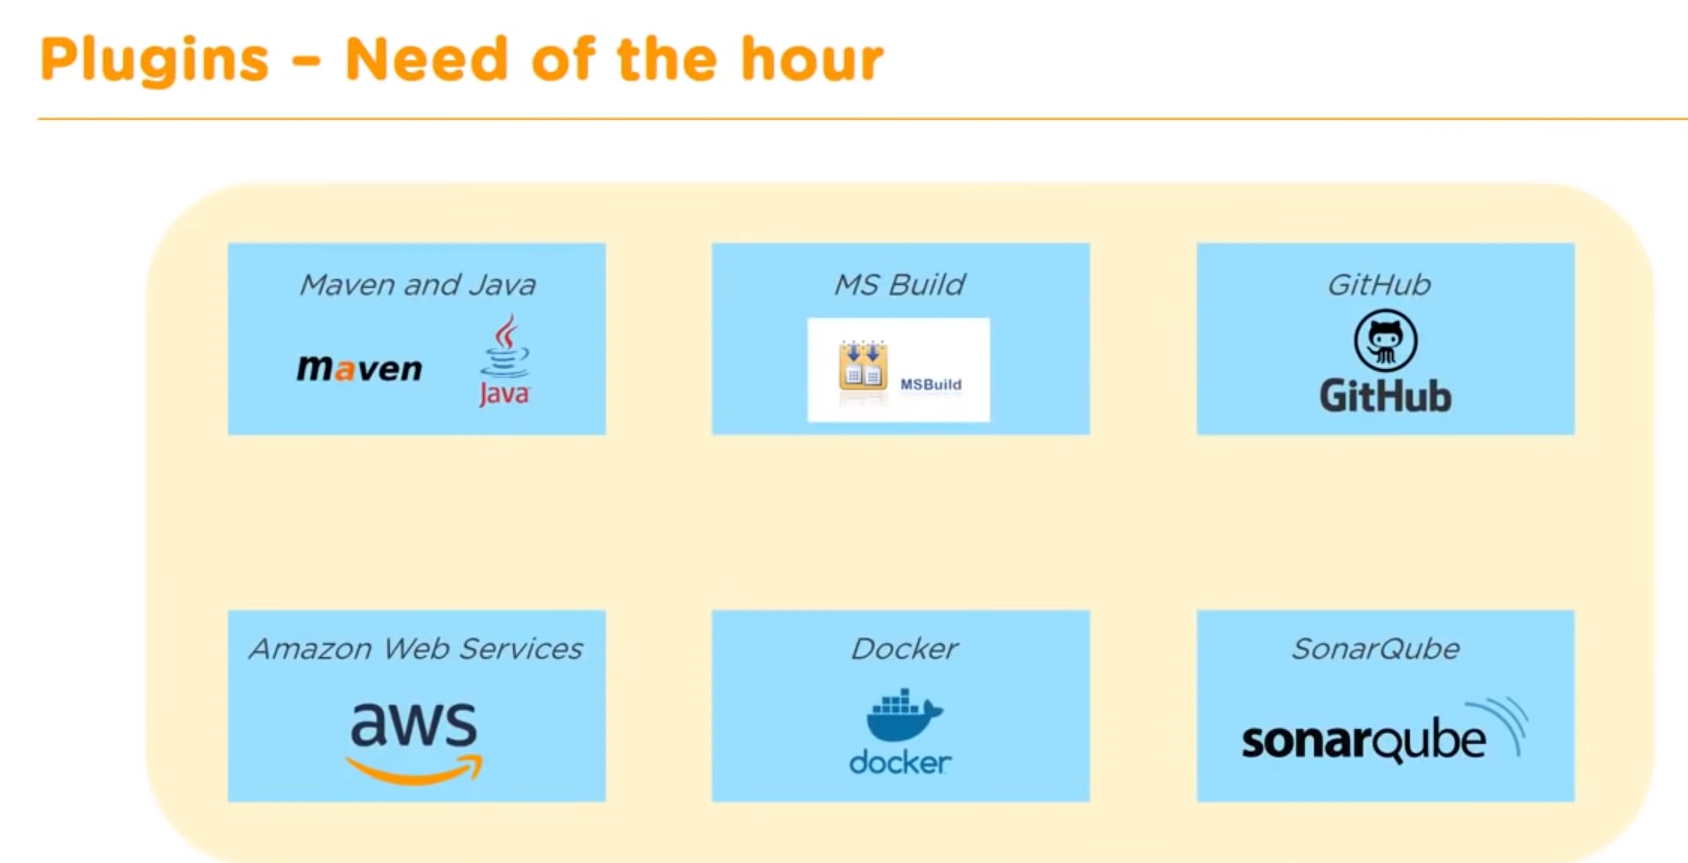 Plugins – Need of the hour
Maven and Java
maven
Java
MS Build
MSBuild
GitHub
GitHub
Amazon Web Services
aws
Docker
docker
SonarQube
sonarqube